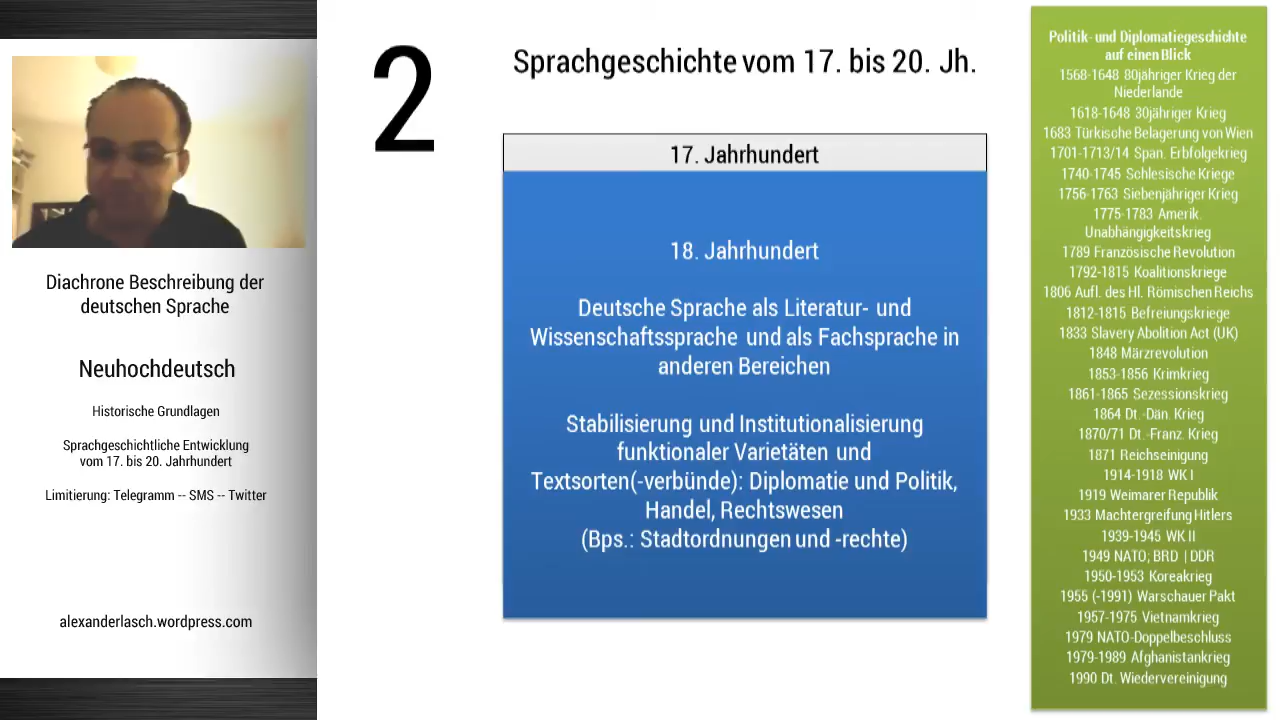 Diachrone Beschreibung der
deutschen Sprache
Neuhochdeutsch
Historische Grundlagen
Sprachgeschichtliche Entwicklung
vom 17. bis 20. Jahrhundert
Limitierung: Telegramm -- SMS -- Twitter
alexanderlasch.wordpress.com
2
Sprachgeschichte vom 17. bis 20. Jh.
17. Jahrhundert
18. Jahrhundert
Deutsche Sprache als Literatur- und
Wissenschaftssprache und als Fachsprache in
anderen Bereichen
Stabilisierung und Institutionalisierung
funktionaler Varietäten und
Textsorten(-verbünde): Diplomatie und Politik,
Handel, Rechtswesen
(Bps.: Stadtordnungen und -rechte)
Politik- und Diplomatiegeschichte
auf einen Blick
1568-1648 80jähriger Krieg der
Niederlande
1618-1648 30jähriger Krieg
1683 Türkische Belagerung von Wien
1701-1713/14 Span. Erbfolgekrieg
1740-1745 Schlesische Kriege
1756-1763 Siebenjähriger Krieg
1775-1783 Amerik.
Unabhängigkeitskrieg
1789 Französische Revolution
1792-1815 Koalitionskriege
1806 Aufl. des Hl. Römischen Reichs
1812-1815 Befreiungskriege
1833 Slavery Abolition Act (UK)
1848 Märzrevolution
1853-1856 Krimkrieg
1861-1865 Sezessionskrieg
1864 Dt.-Dän. Krieg
1870/71 Dt.-Franz. Krieg
1871 Reichseinigung
1914-1918 WK I
1919 Weimarer Republik
1933 Machtergreifung Hitlers
1939-1945 WK II
1949 NATO; BRD | DDR
1950-1953 Koreakrieg
1955 (-1991) Warschauer Pakt
1957-1975 Vietnamkrieg
1979 NATO-Doppelbeschluss
1979-1989 Afghanistankrieg
1990 Dt. Wiedervereinigung